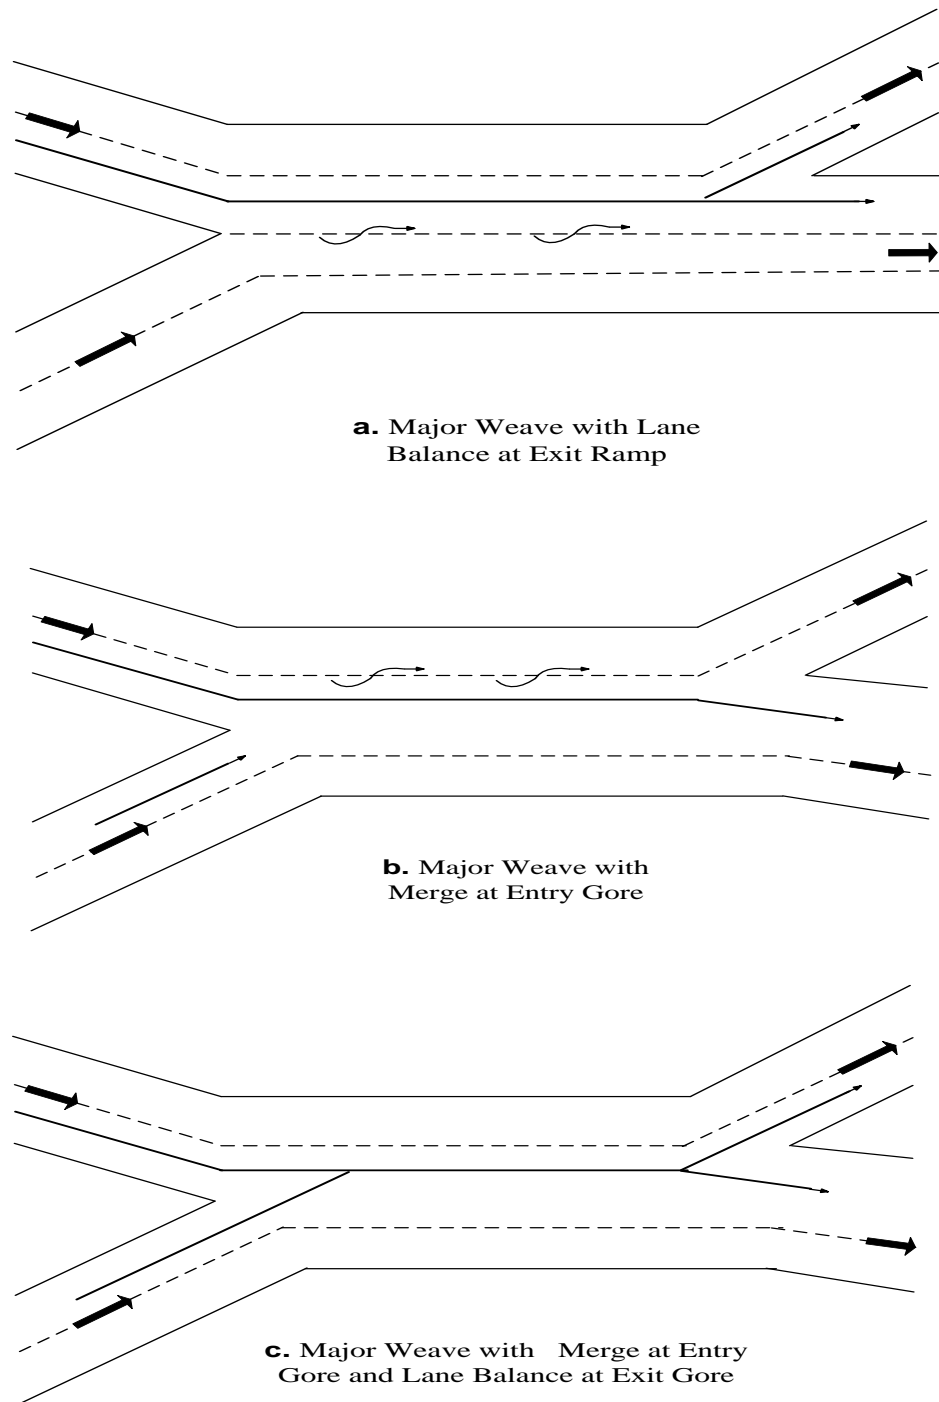 a. Major Weave with Lane
Balance at Exit Ramp
b. Major Weave with
Merge at Entry Gore
c. Major Weave with Merge at Entry
Gore and Lane Balance at Exit Gore